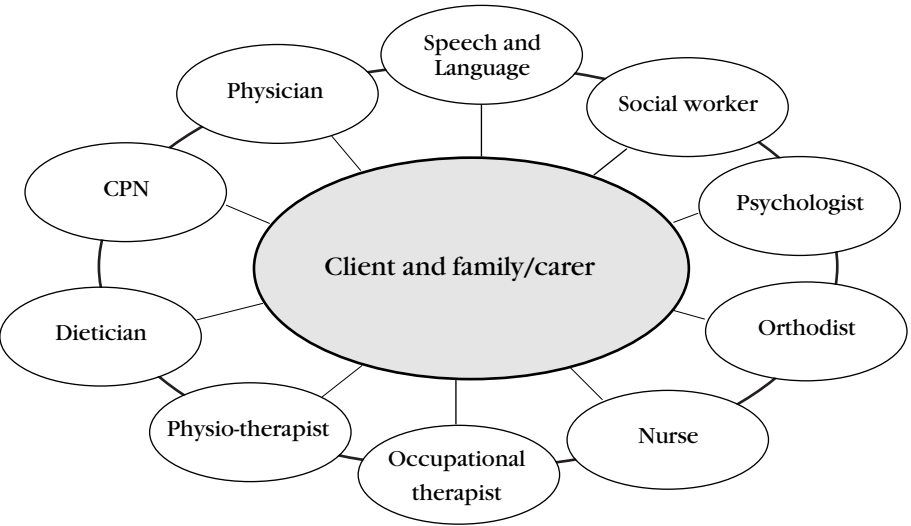 Speech and
Language
Physician
Social worker
CPN
Psychologist
Client and family/carer
Dietician
Orthodist
Physio-therapist
Nurse
Occupational
therapist